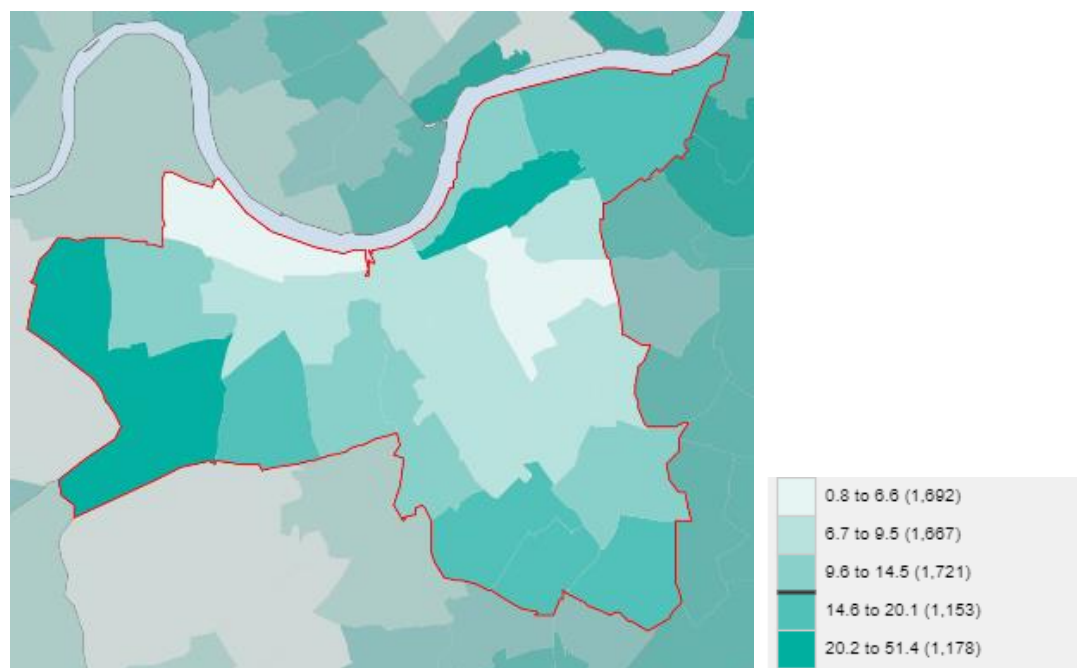 0.8 to 6.6 (1,692)
6.7 to 9.5 (1,667)
9.6 to 14.5 (1,721)
14.6 to 20.1 (1,153)
20.2 to 51.4 (1,178)